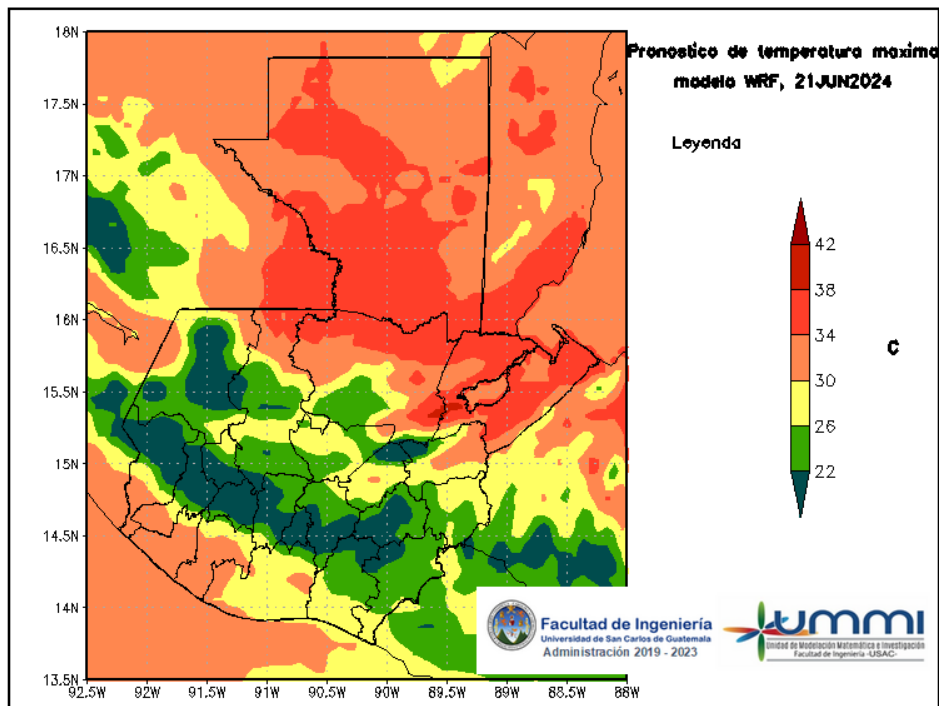 Pronostico de temperatura maxima
modelo WRF, 21JUN2024
Leyenda
42
38
34
30
26
22
C
18N
17.5N
17N
16.5N
16N
15.5N
15N
14.5N
14N
13.5N
92.5W 92W 91.5W 91W 90.5W 90W 89.5W 89W 88.5W 88W
Facultad de Ingeniería
Universidad de San Carlos de Guatemala
Administración 2019 - 2023
ummi
Unidad de Modelación Matemática e Investigación
Facultad de Ingeniería -USAC-